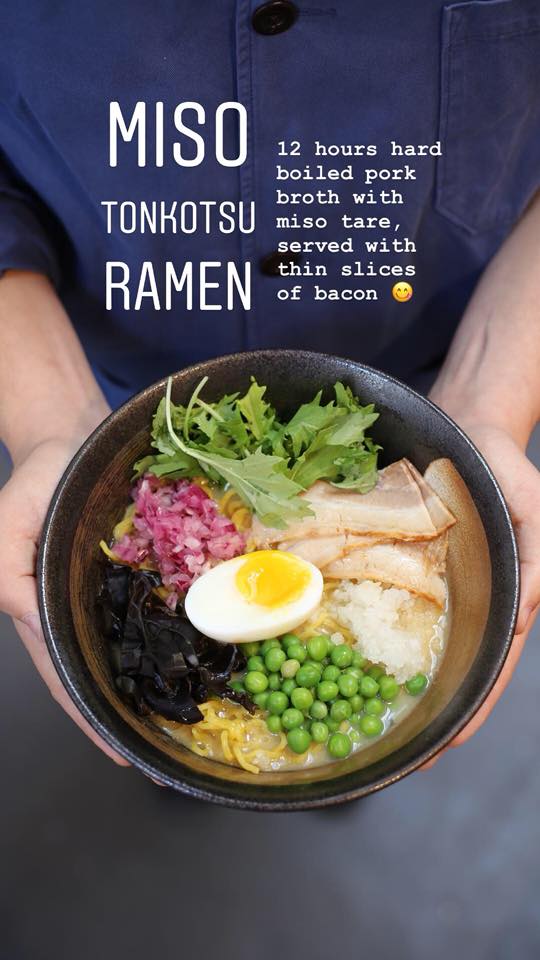 MISO
TONKOTSU
RAMEN
12 hours hard
boiled pork
broth with
miso tare,
served with
thin slices
of bacon 😋